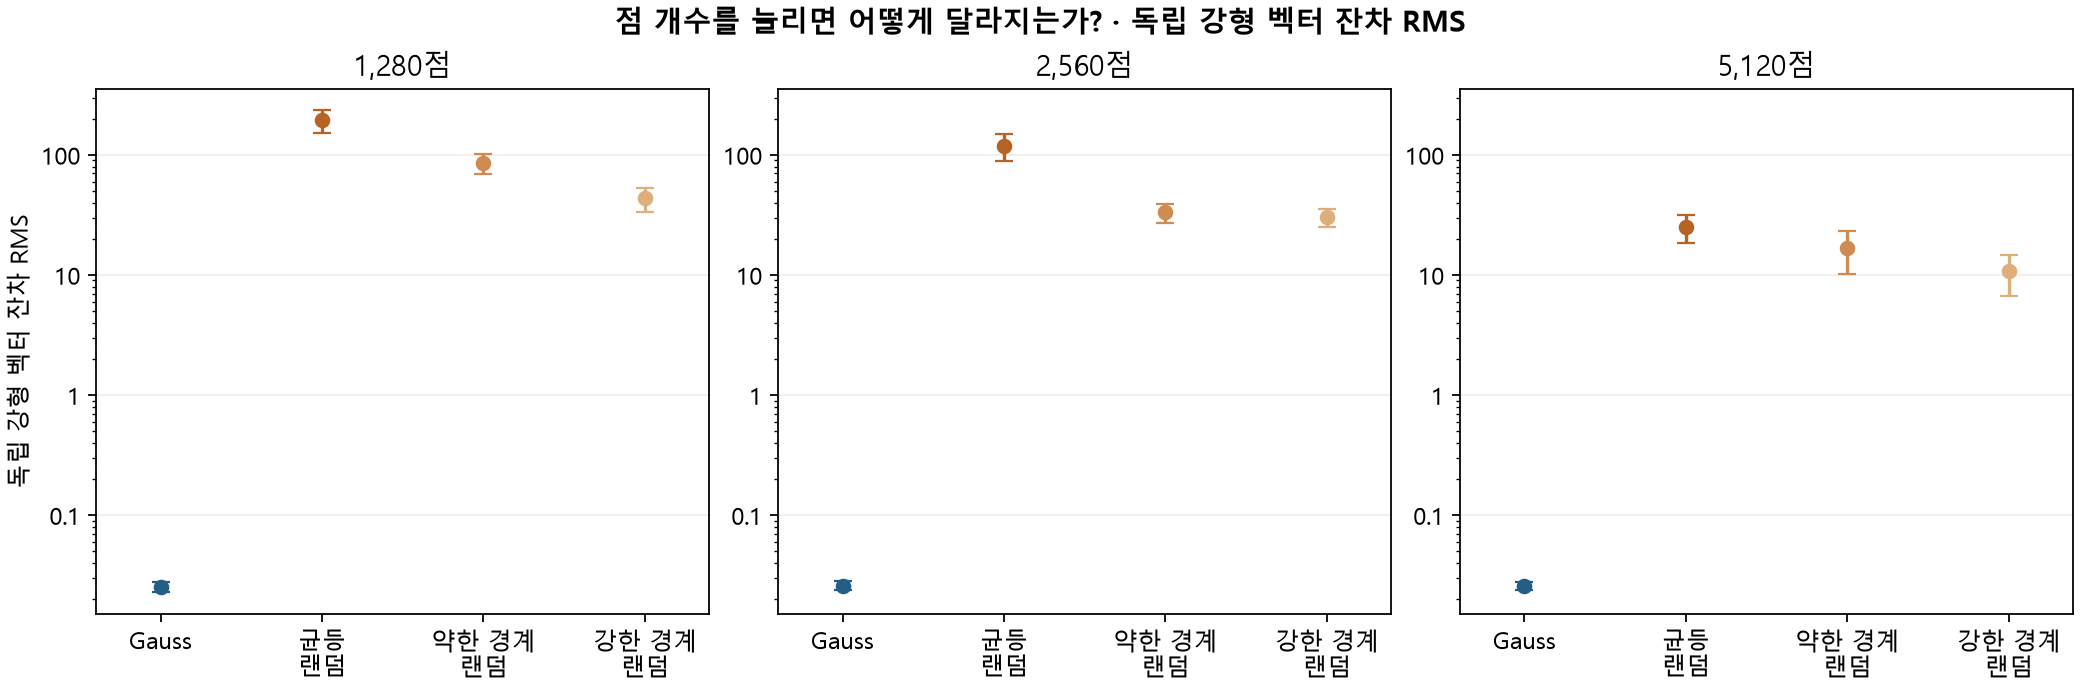 점 개수를 늘리면 어떻게 달라지는가? · 독립 강형 벡터 잔차 RMS
독립 강형 벡터 잔차 RMS
1,280점
100
10
1
0.1
Gauss
균등
랜덤
약한 경계
랜덤
강한 경계
랜덤
2,560점
100
10
1
0.1
Gauss
균등
랜덤
약한 경계
랜덤
강한 경계
랜덤
5,120점
100
10
1
0.1
Gauss
균등
랜덤
약한 경계
랜덤
강한 경계
랜덤